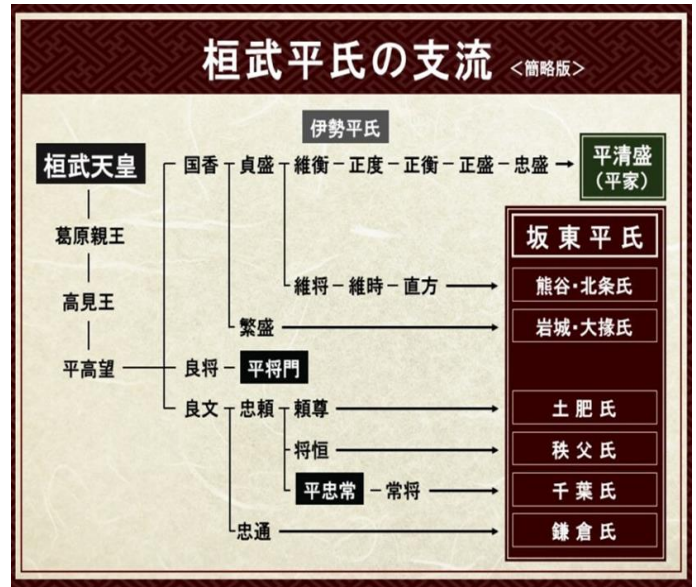 桓武平氏の支流 <簡略版>
伊勢平氏
桓武天皇
葛原親王
高見王
平高望
国香 貞盛 維衡 正度 正衡 正盛 忠盛 平清盛
(平家)
坂東平氏
維将 維時 直方 熊谷・北条氏
繁盛 岩城・大掾氏
良将 平将門
良文 忠頼 頼尊 土肥氏
将恒 秩父氏
平忠常 常将 千葉氏
忠通 鎌倉氏